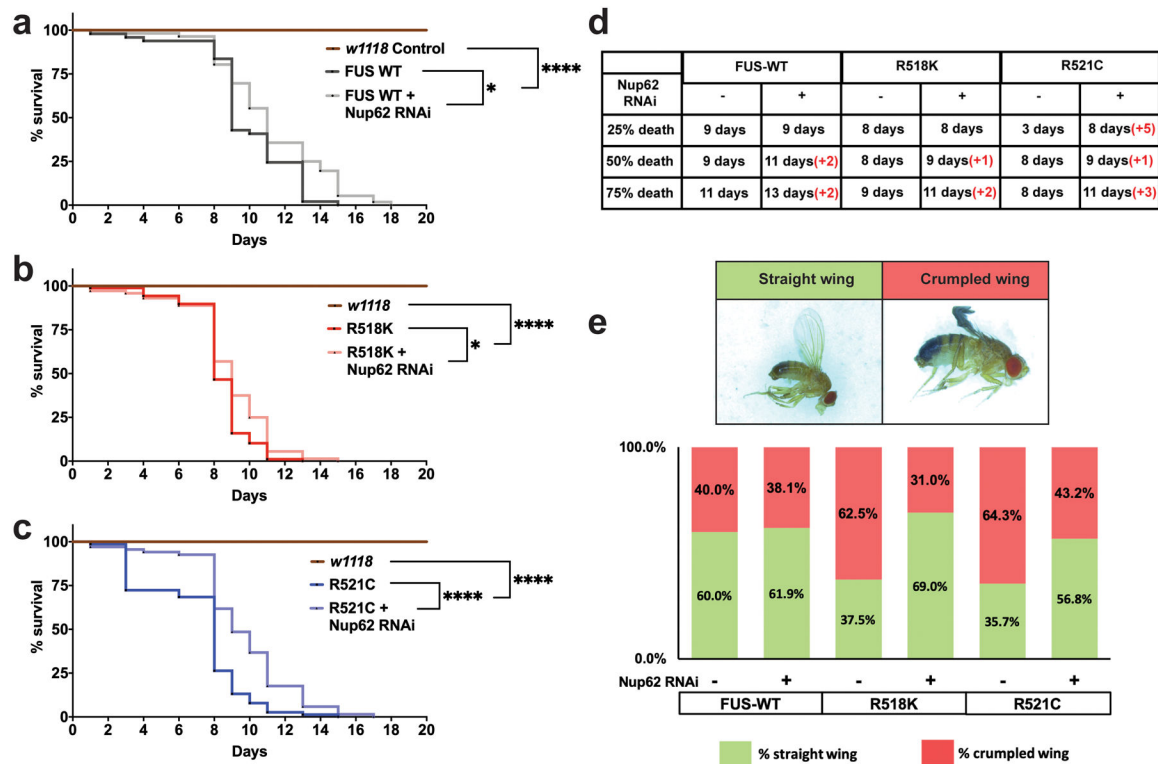 a
100
75
50
25
0
% survival
0 2 4 6 8 10 12 14 16 18 20
Days
w1118 Control
FUS WT
FUS WT +
Nup62 RNAi
*
****
b
100
75
50
25
0
% survival
0 2 4 6 8 10 12 14 16 18 20
Days
w1118
R518K
R518K +
Nup62 RNAi
*
****
c
100
75
50
25
0
% survival
0 2 4 6 8 10 12 14 16 18 20
Days
w1118
R521C
R521C +
Nup62 RNAi
****
****
d
FUS-WT R518K R521C
Nup62
RNAi
- + - + - +
25% death 9 days 9 days 8 days 8 days 3 days 8 days(+5)
50% death 9 days 11 days(+2) 8 days 9 days(+1) 8 days 9 days(+1)
75% death 11 days 13 days(+2) 9 days 11 days(+2) 8 days 11 days(+3)
e
Straight wing Crumpled wing
100.0%
40.0% 38.1% 62.5% 31.0% 64.3% 43.2%
60.0% 61.9% 37.5% 69.0% 35.7% 56.8%
0.0%
Nup62 RNAi - + - + - +
FUS-WT R518K R521C
% straight wing % crumpled wing